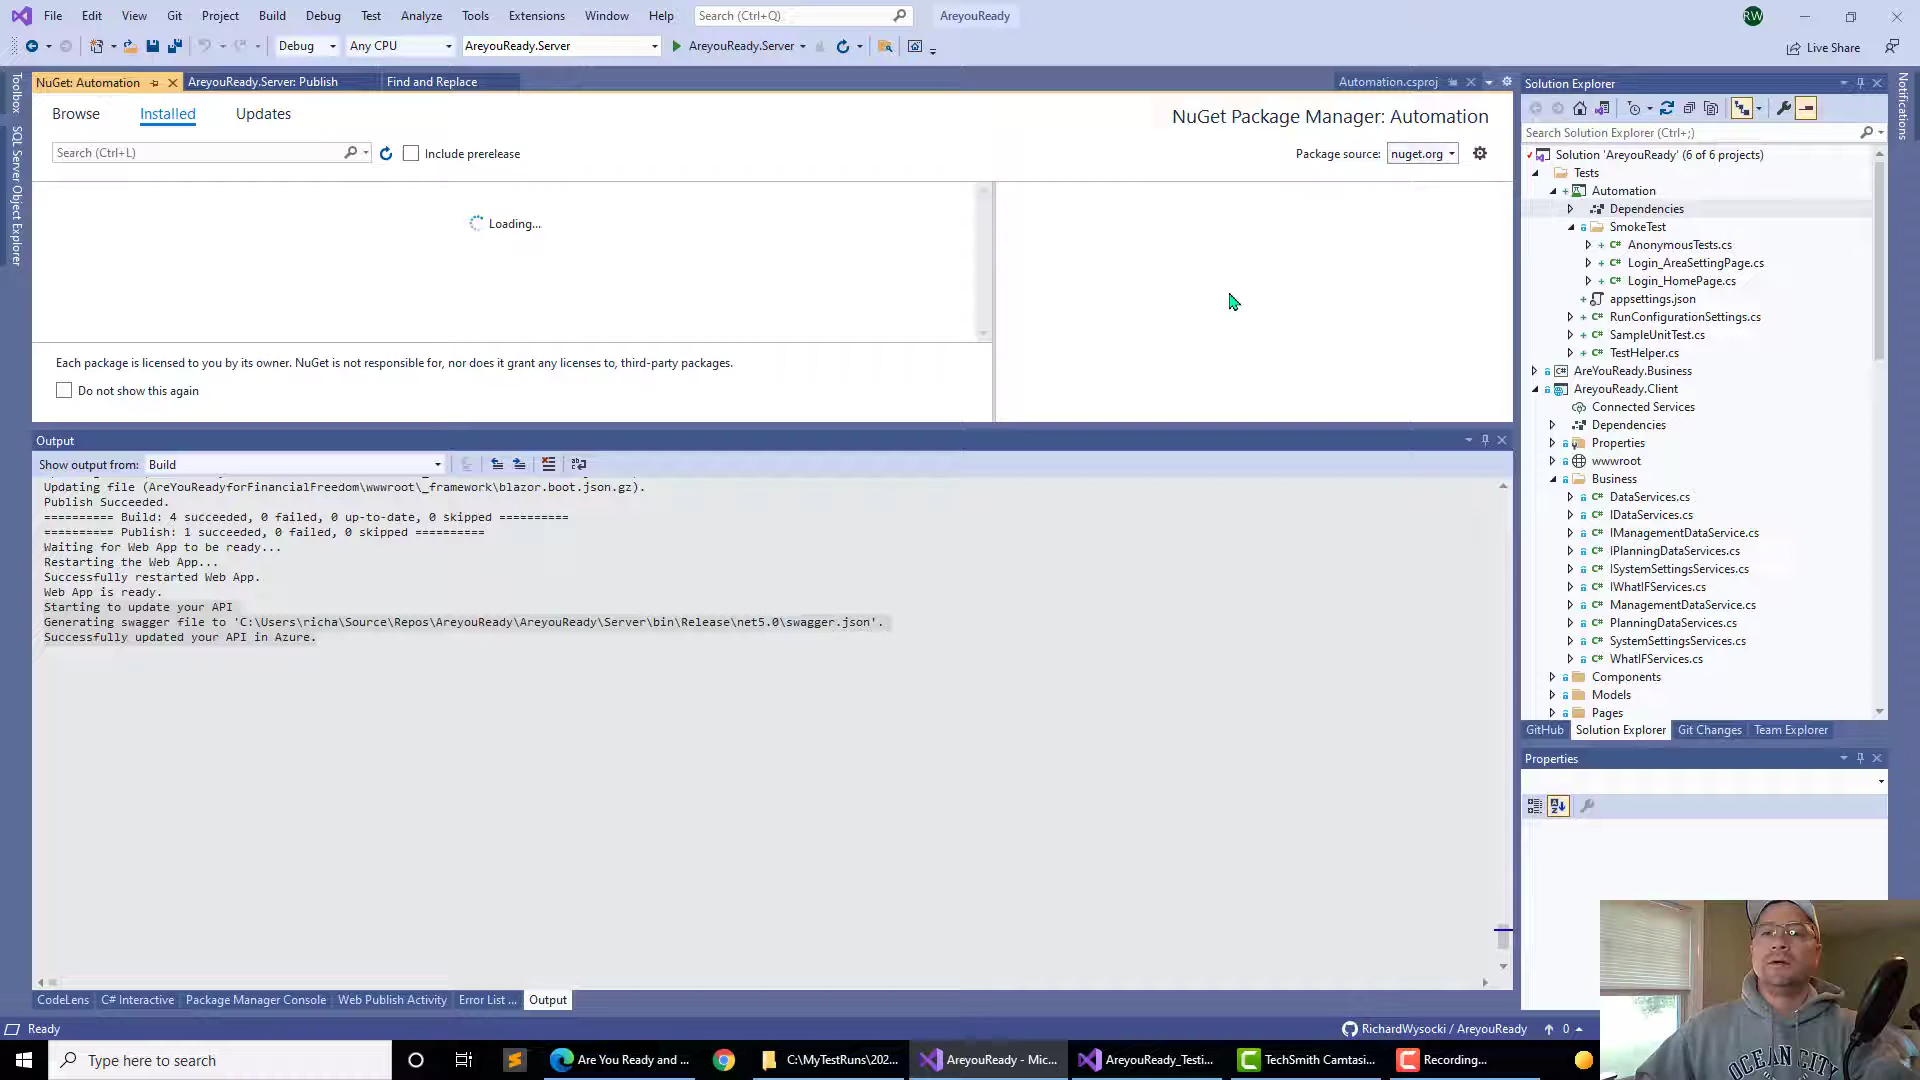 File Edit View Git Project Build Debug Test Analyze Tools Extensions Window Help Search (Ctrl+Q) AreyouReady RW
Debug Any CPU AreyouReady.Server AreyouReady.Server Live Share
NuGet: Automation AreyouReady.Server: Publish Find and Replace Automation.csproj
Browse Installed Updates
NuGet Package Manager: Automation
Search (Ctrl+L) Include prerelease Package source: nuget.org
Loading...
Each package is licensed to you by its owner. NuGet is not responsible for, nor does it grant any licenses to, third-party packages.
Do not show this again
Toolbox
SQL Server Object Explorer
Output
Show output from: Build
Updating file (AreYouReadyforFinancialFreedom\wwwroot\_framework\blazor.boot.json.gz).
Publish Succeeded.
========== Build: 4 succeeded, 0 failed, 0 up-to-date, 0 skipped ==========
========== Publish: 1 succeeded, 0 failed, 0 skipped ==========
Waiting for Web App to be ready...
Restarting the Web App...
Successfully restarted Web App.
Web App is ready.
Starting to update your API
Generating swagger file to 'C:\Users\richa\Source\Repos\AreyouReady\AreyouReady\Server\bin\Release\net5.0\swagger.json'.
Successfully updated your API in Azure.
CodeLens C# Interactive Package Manager Console Web Publish Activity Error List ... Output
Solution Explorer
Search Solution Explorer (Ctrl+;)
Solution 'AreyouReady' (6 of 6 projects)
Tests
Automation
Dependencies
SmokeTest
C# AnonymousTests.cs
C# Login_AreaSettingPage.cs
C# Login_HomePage.cs
appsettings.json
C# RunConfigurationSettings.cs
C# SampleUnitTest.cs
C# TestHelper.cs
C# AreYouReady.Business
AreyouReady.Client
Connected Services
Dependencies
Properties
wwwroot
Business
C# DataServices.cs
C# IDataServices.cs
C# IManagementDataService.cs
C# IPlanningDataServices.cs
C# ISystemSettingsServices.cs
C# IWhatIFServices.cs
C# ManagementDataService.cs
C# PlanningDataServices.cs
C# SystemSettingsServices.cs
C# WhatIFServices.cs
Components
Models
Pages
GitHub Solution Explorer Git Changes Team Explorer
Properties
Notifications
OCEAN CITY
Ready RichardWysocki / AreyouReady 0
Type here to search Are You Ready and ... C:\MyTestRuns\202... AreyouReady - Mic... AreyouReady_Testi... TechSmith Camtasi... Recording...